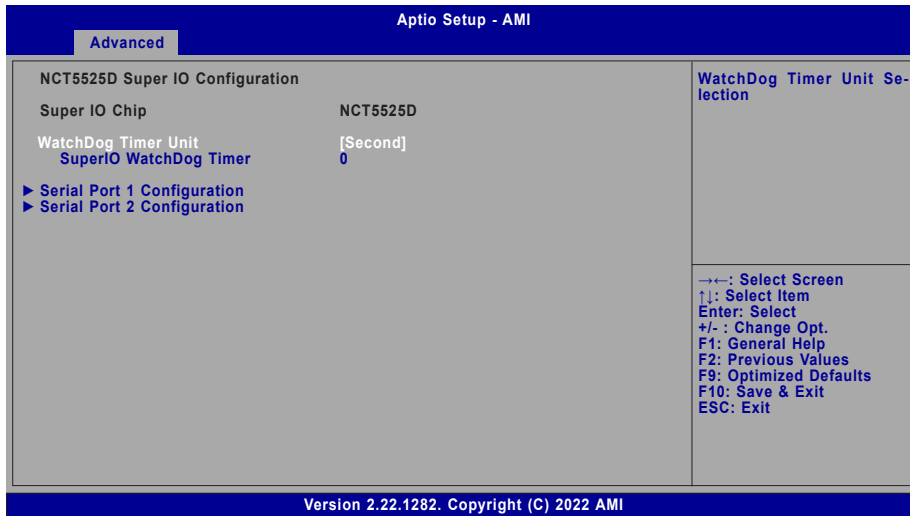 Aptio Setup - AMI
Advanced
NCT5525D Super IO Configuration
Super IO Chip NCT5525D
WatchDog Timer Unit [Second]
SuperIO WatchDog Timer 0
► Serial Port 1 Configuration
► Serial Port 2 Configuration
WatchDog Timer Unit Se-
lection
→←: Select Screen
↑↓: Select Item
Enter: Select
+/- : Change Opt.
F1: General Help
F2: Previous Values
F9: Optimized Defaults
F10: Save & Exit
ESC: Exit
Version 2.22.1282. Copyright (C) 2022 AMI